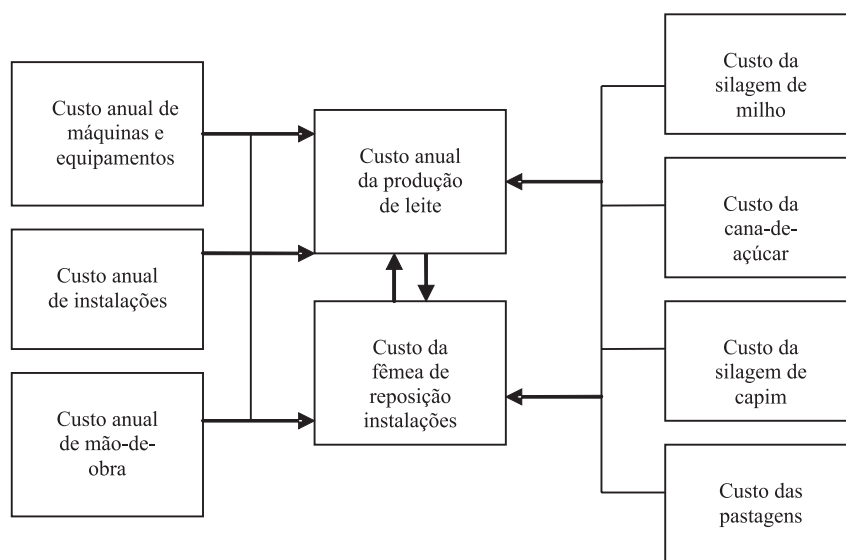 Custo anual de
máquinas e
equipamentos
Custo anual
de instalações
Custo anual
de mão-de-
obra
Custo anual
da produção
de leite
Custo da
fêmea de
reposição
instalações
Custo da
silagem de
milho
Custo da
cana-de-
açúcar
Custo da
silagem de
capim
Custo das
pastagens